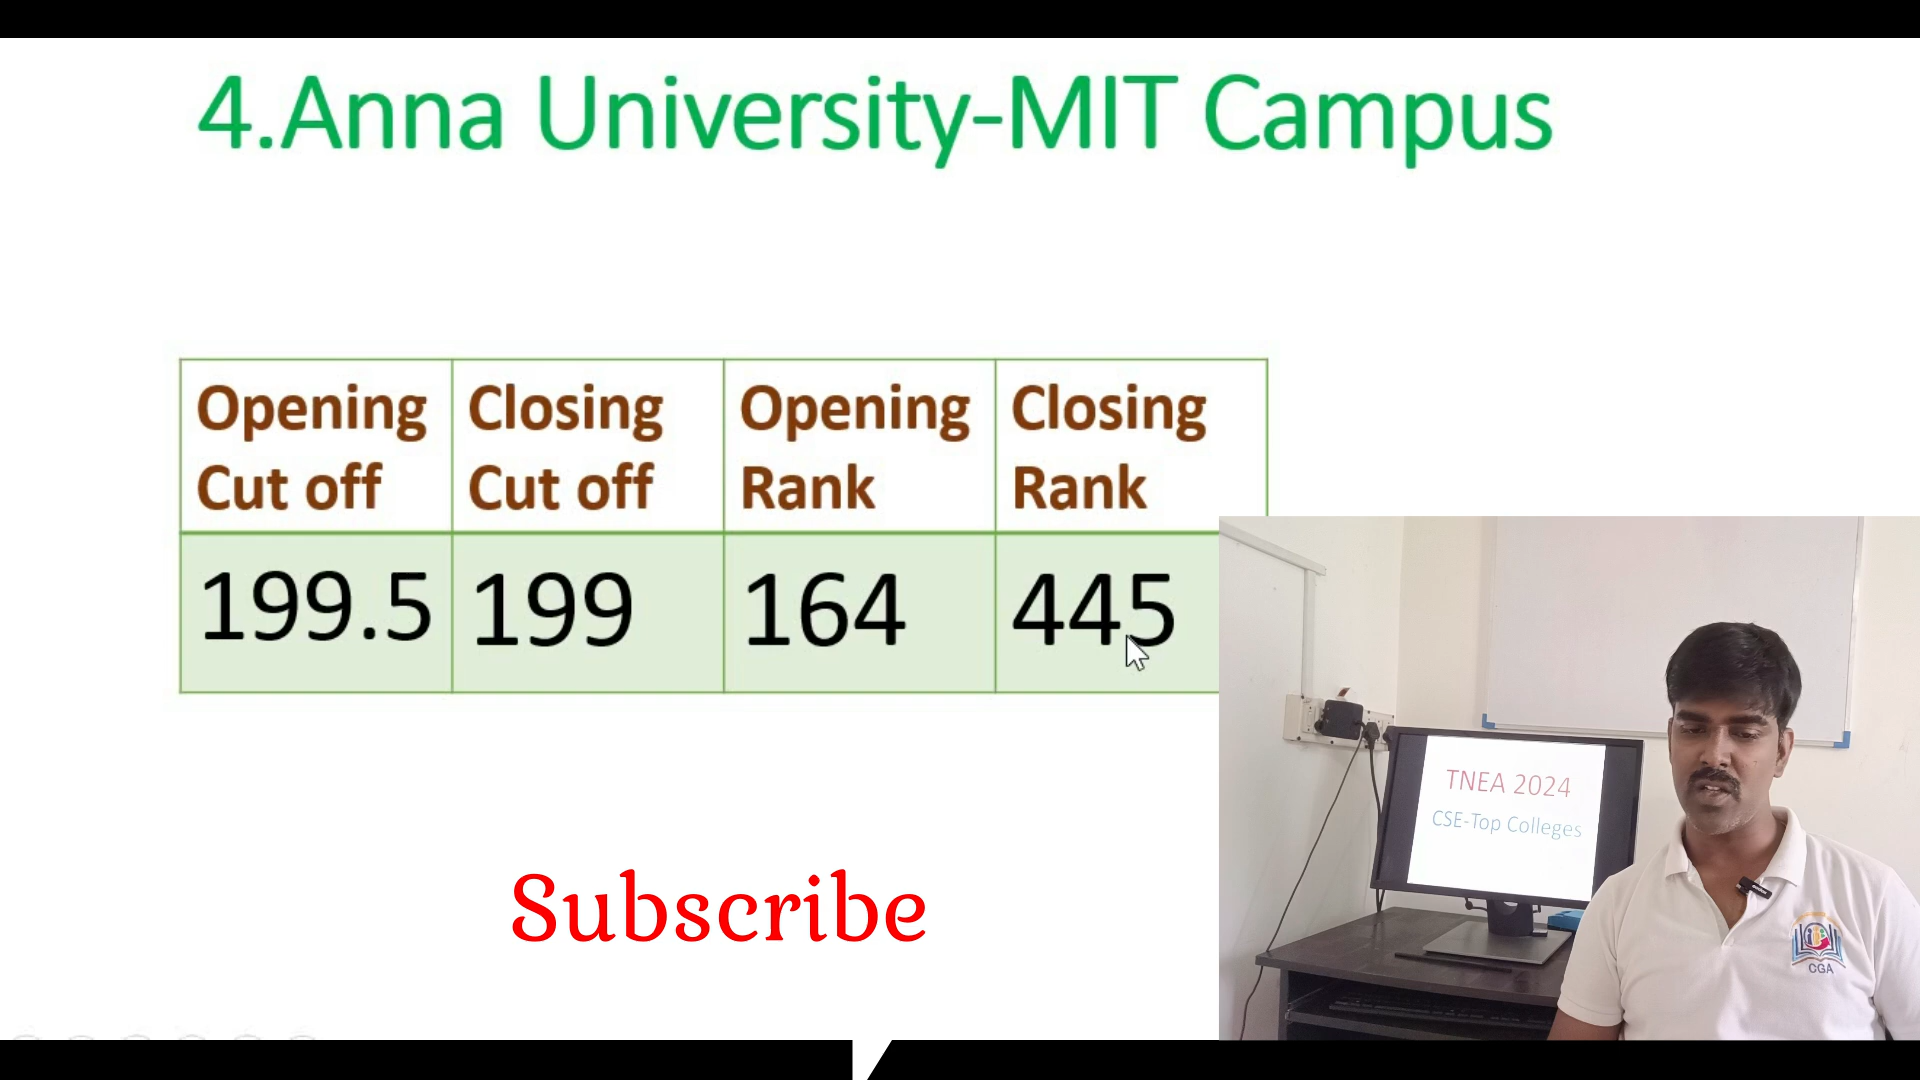 4.Anna University-MIT Campus
Opening Cut off
Closing Cut off
Opening Rank
Closing Rank
199.5
199
164
445
TNEA 2024
CSE-Top Colleges
CGA
Subscribe